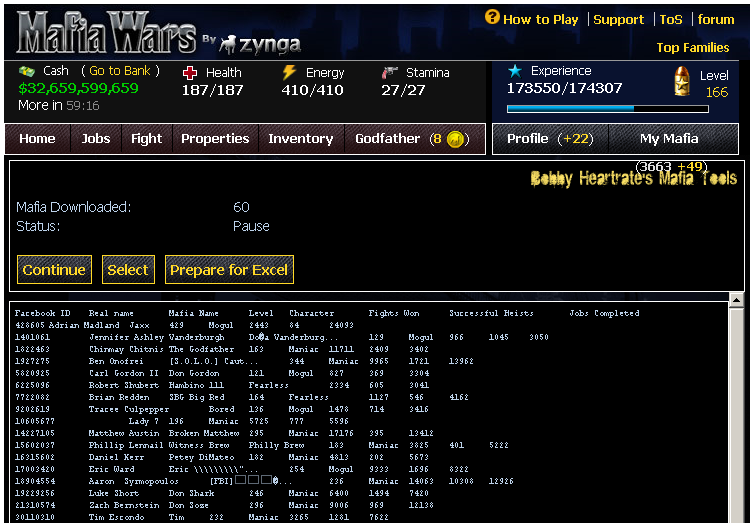 Mafia Wars By zynga
How to Play | Support | ToS | forum
Top Families
Cash ( Go to Bank ) Health Energy Stamina Experience Level
$32,659,599,659 187/187 410/410 27/27 173550/174307 166
More in 59:16
Home Jobs Fight Properties Inventory Godfather (8) Profile (+22) My Mafia
(3663 +49)
Bobby Heartrate's Mafia Tools
Mafia Downloaded: 60
Status: Pause
Continue Select Prepare for Excel
Facebook ID Real name Mafia Name Level Character Fights Won Successful Heists Jobs Completed
428605 Adrian Madland Jaxx 429 Mogul 2443 84 24093
1401061 Jennifer Ashley Vanderburgh Vanderburg... 129 Mogul 966 1045 3050
1822463 Chinmay Chitnis The Godfather 163 Maniac 11711 2409 3402
1927275 Ben Onofrei [S.O.L.O.] Caut... 344 Maniac 9965 1721 13962
5820925 Carl Gordon II Don Gordon 121 Mogul 827 369 3304
6225096 Robert Shubert Hambino 111 Fearless 2334 605 3041
7722082 Brian Redden SBG Big Red 164 Fearless 1127 546 4162
9202619 Tracee Culpepper Bored 136 Mogul 1478 714 3416
10605677 Lady 7 196 Maniac 5725 777 5596
14227105 Matthew Austin Broken Matthew 295 Maniac 17176 395 13412
15602037 Phillip Lennail Witness Brew Philly Brew 183 Maniac 3825 401 5222
16315602 Daniel Kerr Petey DiMateo 182 Maniac 4813 202 5673
17003420 Eric Ward Eric \\\\\\\\\"... 254 Mogul 9333 1696 8322
18904554 Aaron Symopoulos [FBI] ... 236 Maniac 14063 10308 12926
19229256 Luke Short Don Shark 246 Maniac 6400 1494 7420
21310574 Zach Bernstein Don Soze 296 Maniac 9006 969 12138
30110310 Tim Escondo Tim 232 Maniac 3265 1281 7622